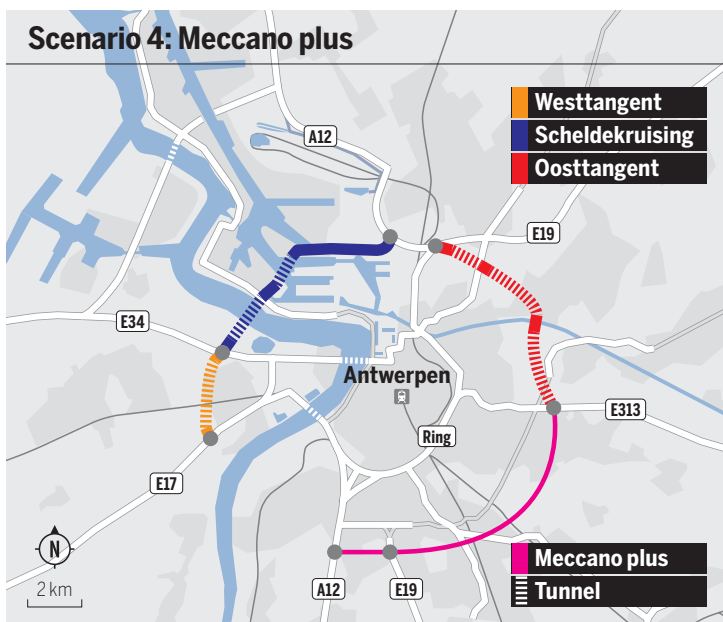 Scenario 4: Meccano plus
Westtangent
Scheldekruising
Oosttangent
A12
E19
E34
Antwerpen
E313
Ring
E17
N
2 km
A12
E19
Meccano plus
Tunnel